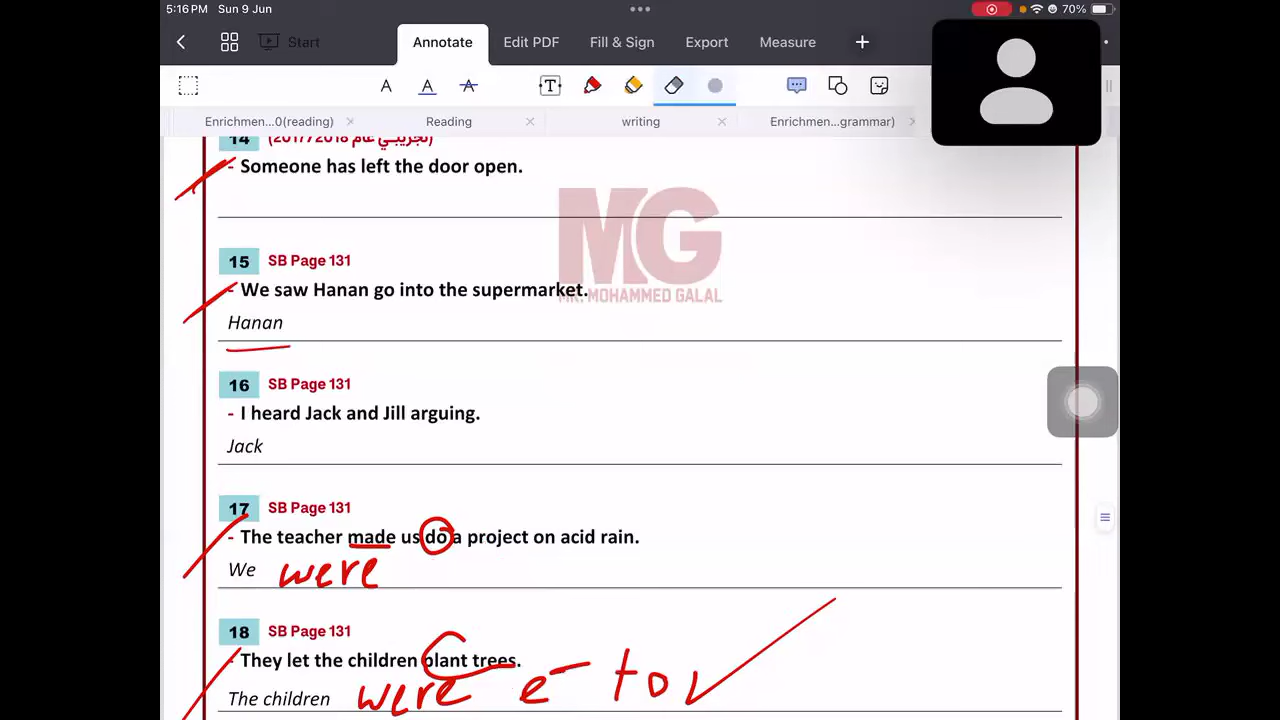 5:16 PM Sun 9 Jun
70%
Start
Annotate
Edit PDF
Fill & Sign
Export
Measure
A A A T
Enrichmen...0(reading) ×
Reading ×
writing ×
Enrichmen...grammar) ×
14 (تجريبي عام 2017/2018)
- Someone has left the door open.
MG
MR. MOHAMMED GALAL
15 SB Page 131
- We saw Hanan go into the supermarket.
Hanan
16 SB Page 131
- I heard Jack and Jill arguing.
Jack
17 SB Page 131
- The teacher made us do a project on acid rain.
We were
18 SB Page 131
- They let the children plant trees.
The children were e to